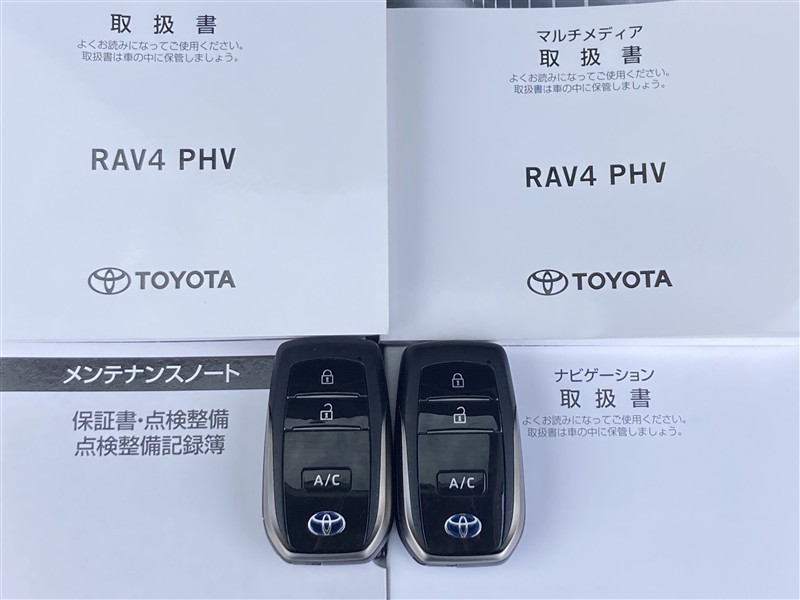 取扱書
よくお読みになってご使用ください。
取扱書は車の中に保管しましょう。
RAV4 PHV
TOYOTA
マルチメディア
取扱書
よくお読みになってご使用ください。
取扱書は車の中に保管しましょう。
RAV4 PHV
TOYOTA
メンテナンスノート
保証書・点検整備
点検整備記録簿
A/C
A/C
ナビゲーション
取扱書
よくお読みになってご使用ください。
取扱書は車の中に保管しましょう。